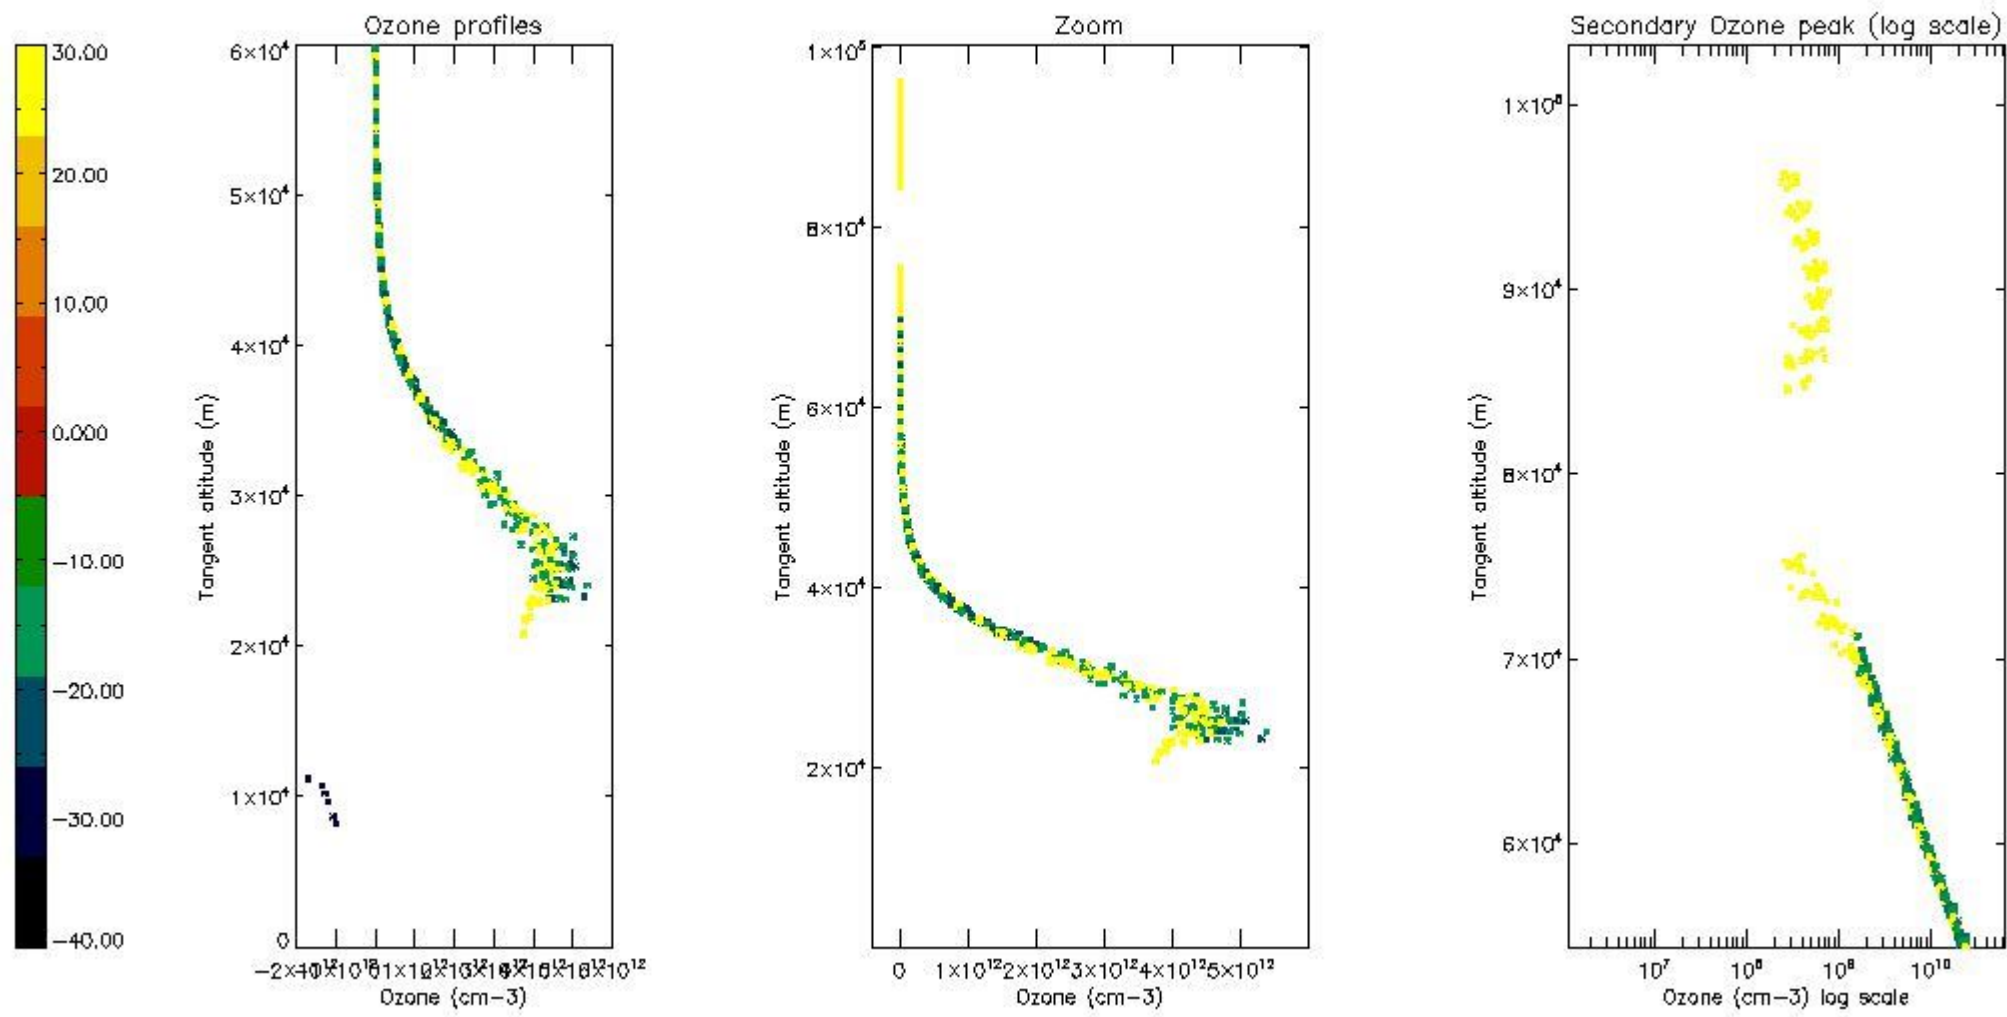 Ozone profiles
Zoom
Secondary Ozone peak (log scale)
30.00
20.00
10.00
0.000
−10.00
−20.00
−30.00
−40.00
Tangent altitude (m)
6×10⁴
5×10⁴
4×10⁴
3×10⁴
2×10⁴
1×10⁴
0
Ozone (cm−3)
Tangent altitude (m)
1×10⁵
8×10⁴
6×10⁴
4×10⁴
2×10⁴
0 1×10¹² 2×10¹² 3×10¹² 4×10¹² 5×10¹²
Ozone (cm−3)
Tangent altitude (m)
1×10⁵
9×10⁴
8×10⁴
7×10⁴
6×10⁴
10⁷ 10⁸ 10⁹ 10¹⁰
Ozone (cm−3) log scale